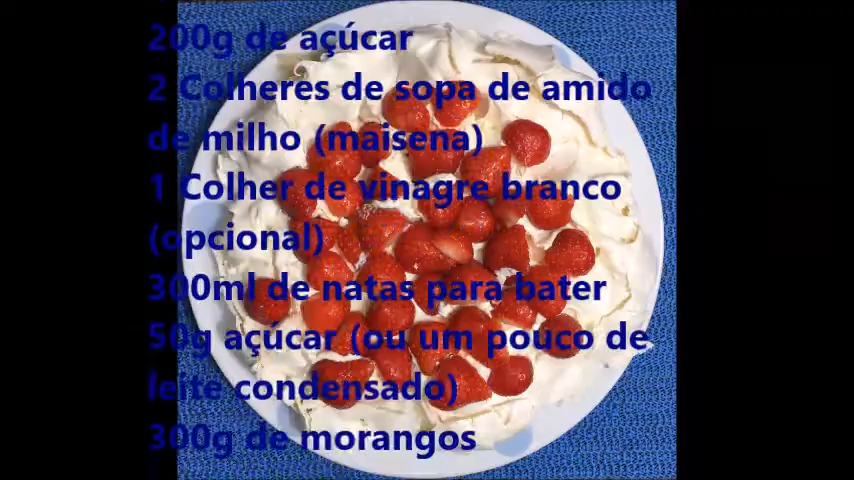 200g de açúcar
2 Colheres de sopa de amido
de milho (maisena)
1 Colher de vinagre branco
(opcional)
300ml de natas para bater
50g açúcar (ou um pouco de
leite condensado)
300g de morangos